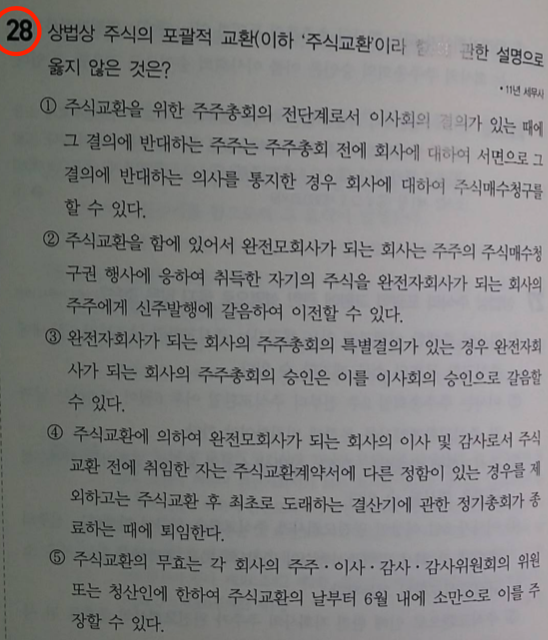 28 상법상 주식의 포괄적 교환(이하 '주식교환'이라 관한 설명으로
옳지 않은 것은?
• 11년 세무사
① 주식교환을 위한 주주총회의 전단계로서 이사회의 결의가 있는 때에
그 결의에 반대하는 주주는 주주총회 전에 회사에 대하여 서면으로 그
결의에 반대하는 의사를 통지한 경우 회사에 대하여 주식매수청구를
할 수 있다.
② 주식교환을 함에 있어서 완전모회사가 되는 회사는 주주의 주식매수청
구권 행사에 응하여 취득한 자기의 주식을 완전자회사가 되는 회사의
주주에게 신주발행에 갈음하여 이전할 수 있다.
③ 완전자회사가 되는 회사의 주주총회의 특별결의가 있는 경우 완전자회
사가 되는 회사의 주주총회의 승인은 이를 이사회의 승인으로 갈음할
수 있다.
④ 주식교환에 의하여 완전모회사가 되는 회사의 이사 및 감사로서 주식
교환 전에 취임한 자는 주식교환계약서에 다른 정함이 있는 경우를 제
외하고는 주식교환 후 최초로 도래하는 결산기에 관한 정기총회가 종
료하는 때에 퇴임한다.
⑤ 주식교환의 무효는 각 회사의 주주·이사·감사·감사위원회의 위원
또는 청산인에 한하여 주식교환의 날부터 6월 내에 소만으로 이를 주
장할 수 있다.